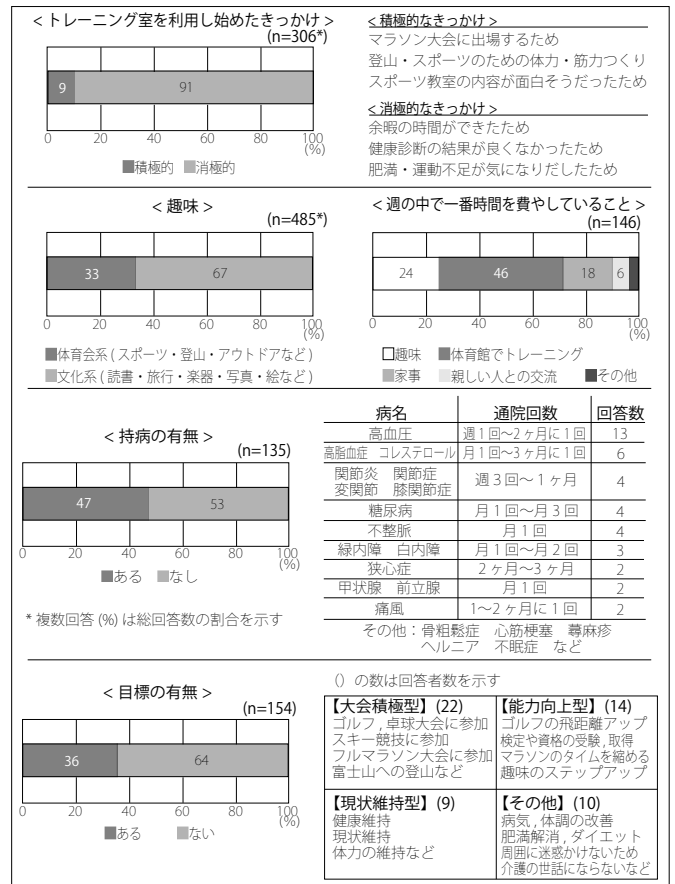 < トレーニング室を利用し始めたきっかけ >
(n=306*)
9 91
0 20 40 60 80 100
(%)
■積極的 ■消極的
< 積極的なきっかけ >
マラソン大会に出場するため
登山・スポーツのための体力・筋力つくり
スポーツ教室の内容が面白そうだったため
< 消極的なきっかけ >
余暇の時間ができたため
健康診断の結果が良くなかったため
肥満・運動不足が気になりだしたため
< 趣味 >
(n=485*)
33 67
0 20 40 60 80 100
(%)
■体育会系 ( スポーツ・登山・アウトドアなど )
■文化系 ( 読書・旅行・楽器・写真・絵など )
< 週の中で一番時間を費やしていること >
(n=146)
24 46 18 6
0 20 40 60 80 100
(%)
□趣味 ■体育館でトレーニング
■家事 ■親しい人との交流 ■その他
< 持病の有無 >
(n=135)
47 53
0 20 40 60 80 100
(%)
■ある ■なし
* 複数回答 (%) は総回答数の割合を示す
病名 通院回数 回答数
高血圧 週1回～2ヶ月に1回 13
高脂血症 コレステロール 月1回～3ヶ月に1回 6
関節炎 関節症
変関節 膝関節症 週3回～1ヶ月 4
糖尿病 月1回～月3回 4
不整脈 月1回 4
緑内障 白内障 月1回～月2回 3
狭心症 2ヶ月～3ヶ月 2
甲状腺 前立腺 月1回 2
痛風 1～2ヶ月に1回 2
その他：骨粗鬆症 心筋梗塞 蕁麻疹
ヘルニア 不眠症 など
< 目標の有無 >
(n=154)
36 64
0 20 40 60 80 100
(%)
■ある ■ない
() の数は回答者数を示す
【大会積極型】(22)
ゴルフ , 卓球大会に参加
スキー競技に参加
フルマラソン大会に参加
富士山への登山など
【能力向上型】(14)
ゴルフの飛距離アップ
検定や資格の受験 , 取得
マラソンのタイムを縮める
趣味のステップアップ
【現状維持型】(9)
健康維持
現状維持
体力の維持など
【その他】(10)
病気 , 体調の改善
肥満解消 , ダイエット
周囲に迷惑かけないため
介護の世話にならないなど